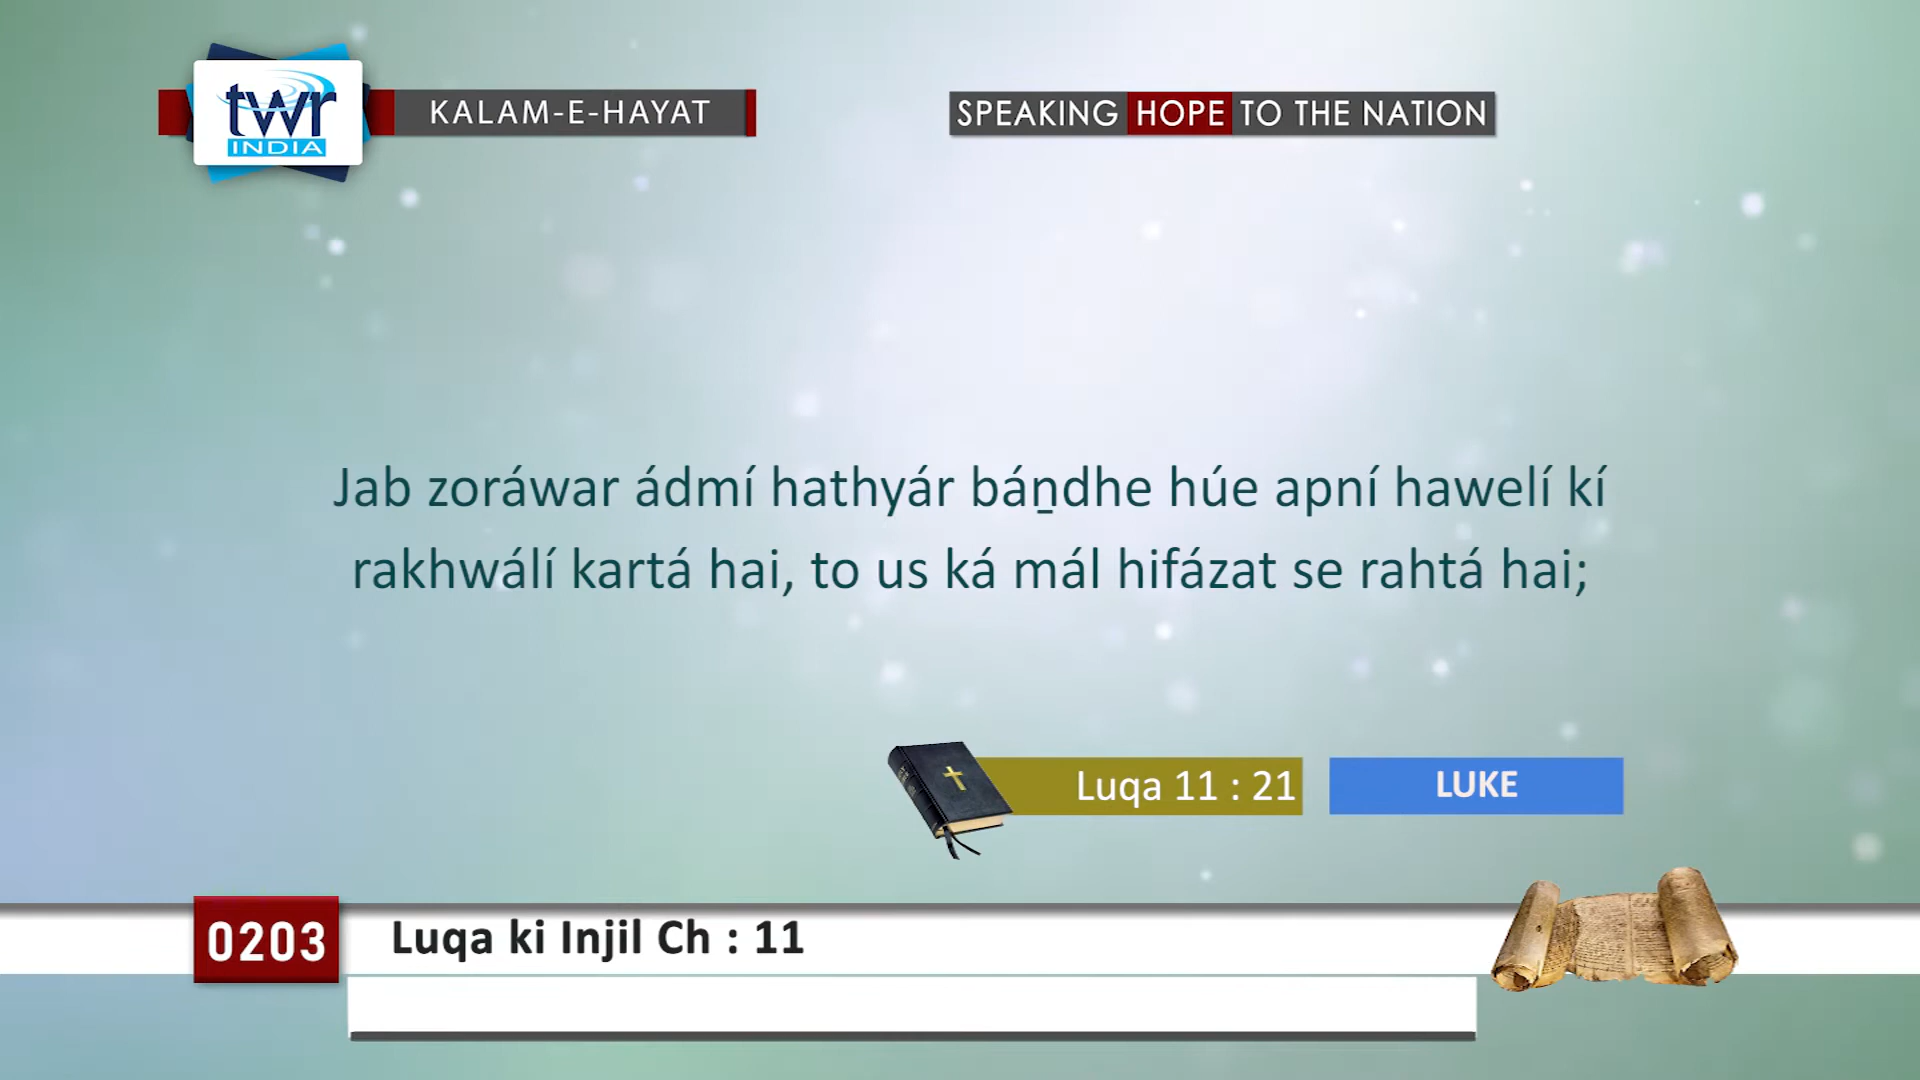 twr
INDIA
KALAM-E-HAYAT
SPEAKING HOPE TO THE NATION
Jab zoráwar ádmí hathyár báṉdhe húe apní hawelí kí
rakhwálí kartá hai, to us ká mál hifázat se rahtá hai;
Luqa 11 : 21
LUKE
0203
Luqa ki Injil Ch : 11